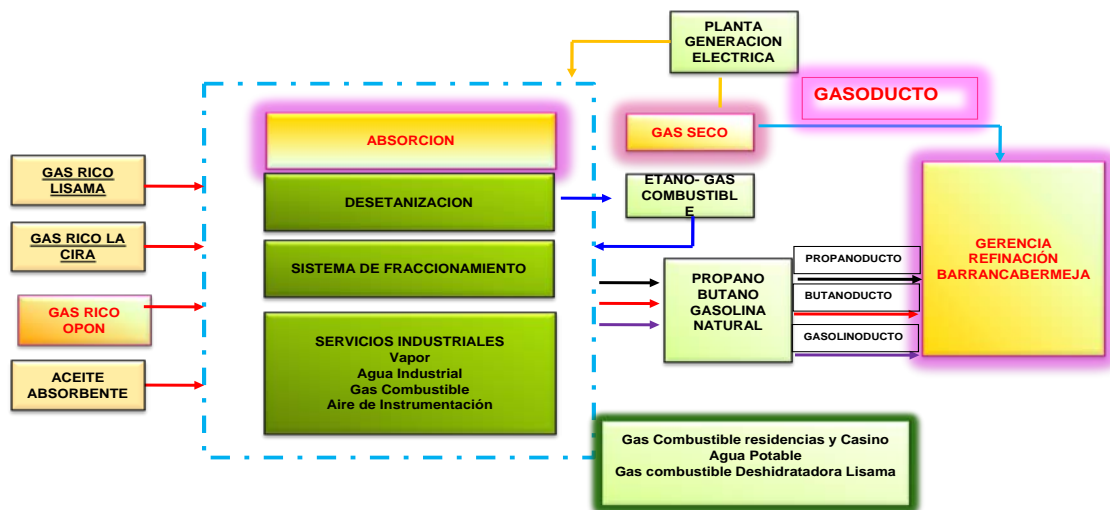 PLANTA
GENERACION
ELECTRICA
GASODUCTO
ABSORCION
GAS SECO
GAS RICO
LISAMA
DESETANIZACION
ETANO- GAS
COMBUSTIBL
E
GAS RICO LA
CIRA
SISTEMA DE FRACCIONAMIENTO
PROPANO
BUTANO
GASOLINA
NATURAL
PROPANODUCTO
BUTANODUCTO
GASOLINODUCTO
GERENCIA
REFINACIÓN
BARRANCABERMEJA
GAS RICO
OPON
SERVICIOS INDUSTRIALES
Vapor
Agua Industrial
Gas Combustible
Aire de Instrumentación
ACEITE
ABSORBENTE
Gas Combustible residencias y Casino
Agua Potable
Gas combustible Deshidratadora Lisama